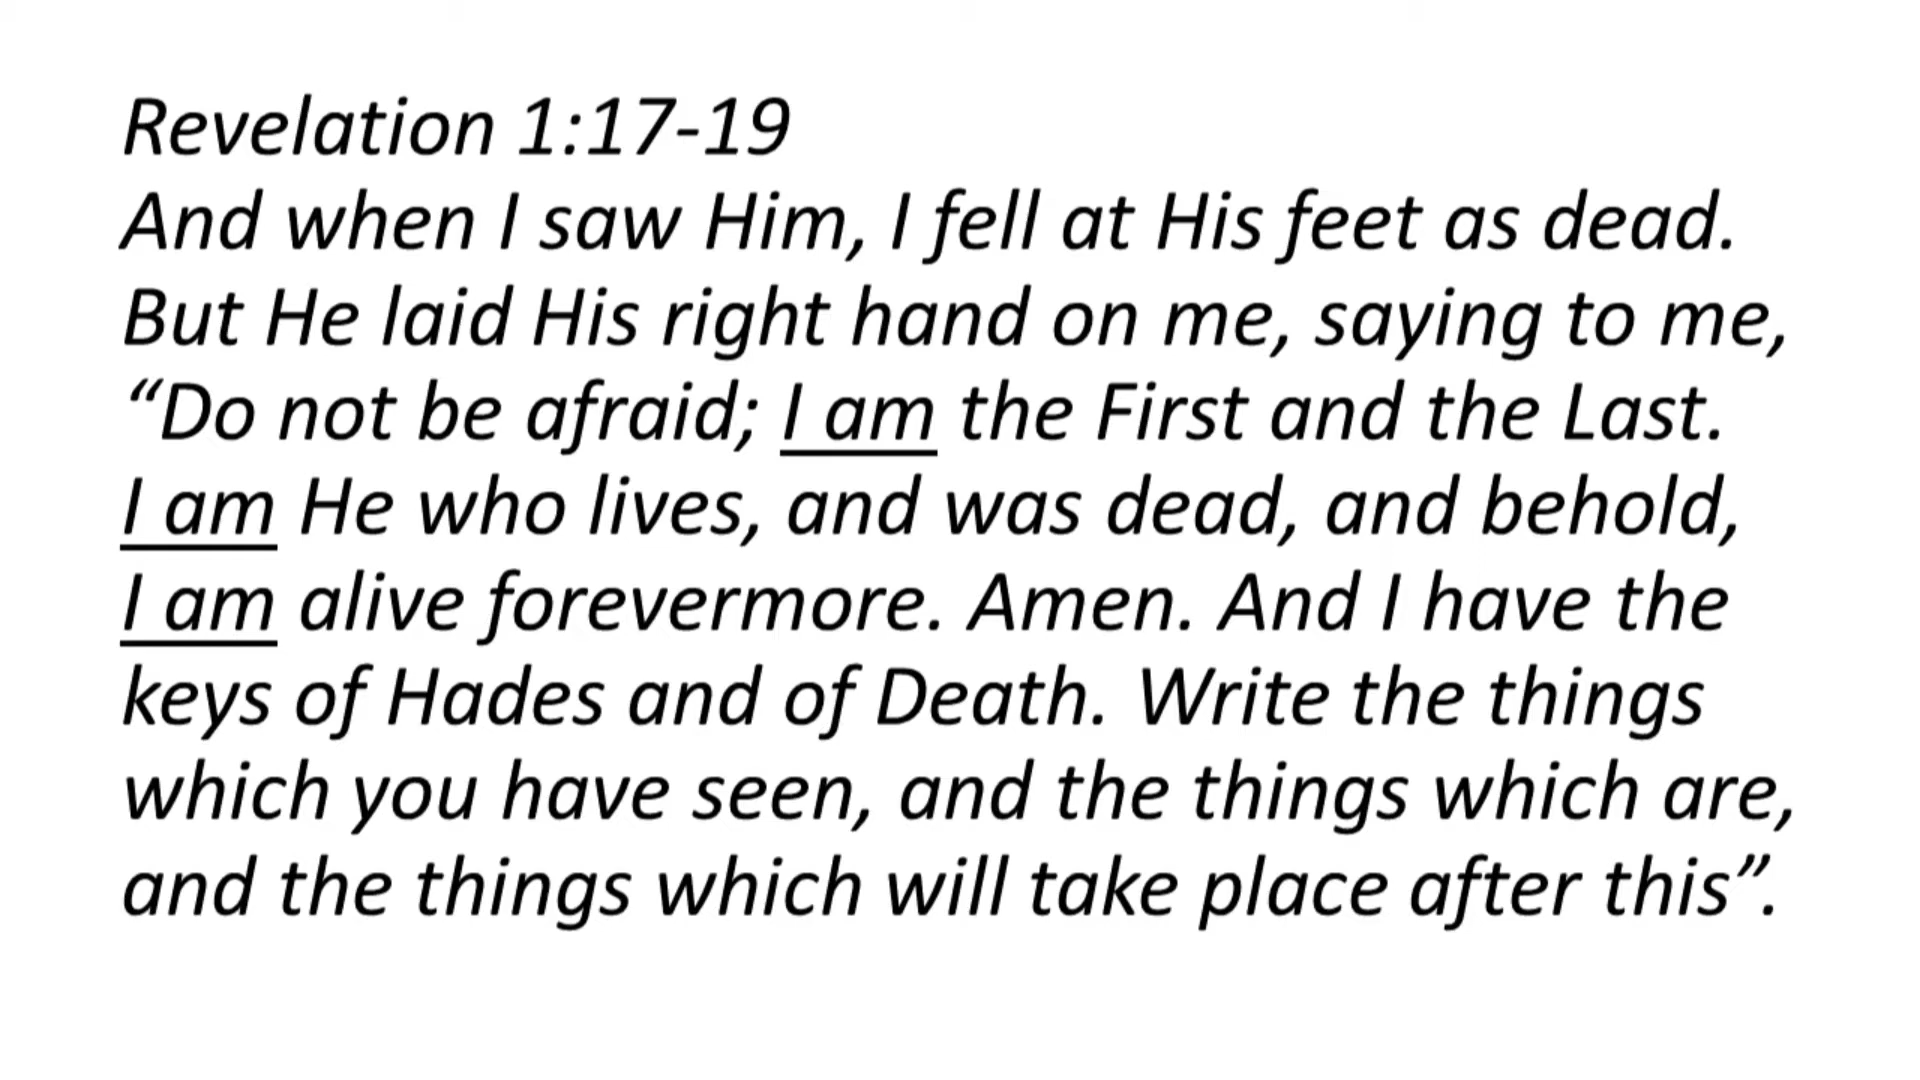 Revelation 1:17-19
And when I saw Him, I fell at His feet as dead.
But He laid His right hand on me, saying to me,
“Do not be afraid; I am the First and the Last.
I am He who lives, and was dead, and behold,
I am alive forevermore. Amen. And I have the
keys of Hades and of Death. Write the things
which you have seen, and the things which are,
and the things which will take place after this”.